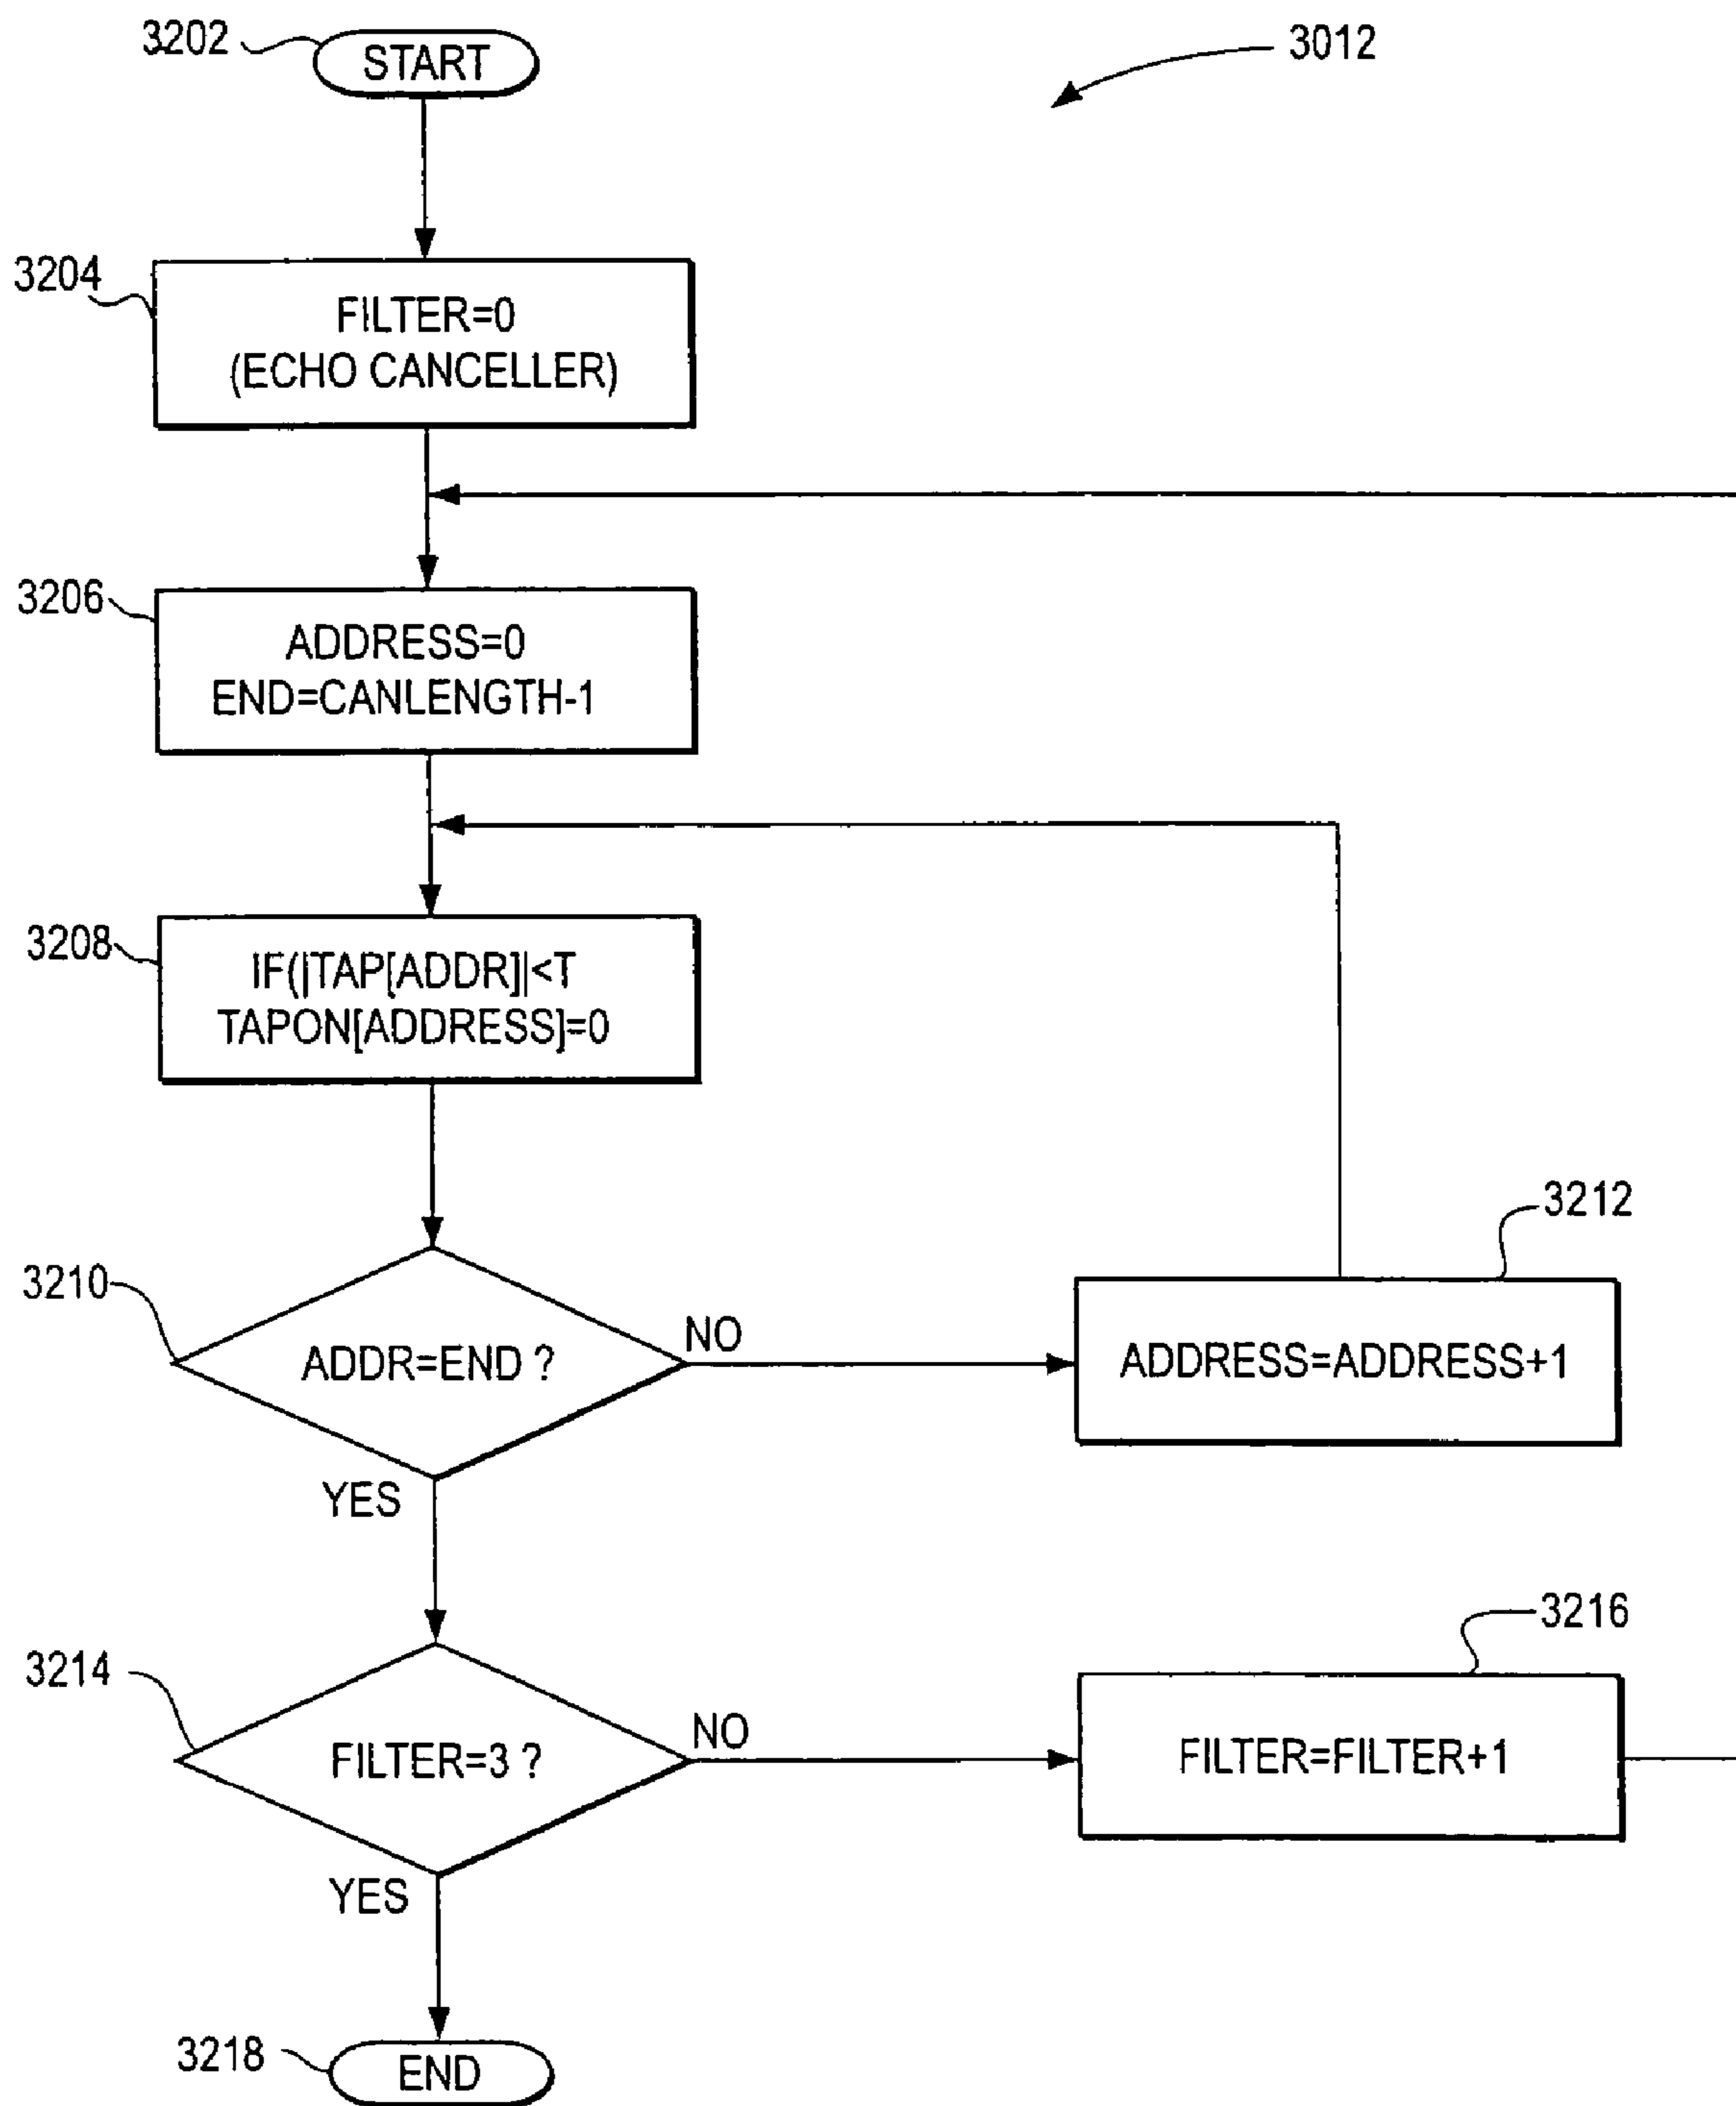 3202
START
3012
3204
FILTER=0
(ECHO CANCELLER)
3206
ADDRESS=0
END=CANLENGTH-1
3208
IF(|TAP[ADDR]|<T
TAPON[ADDRESS]=0
3210
ADDR=END ?
NO
3212
ADDRESS=ADDRESS+1
YES
3214
FILTER=3 ?
NO
3216
FILTER=FILTER+1
YES
3218
END